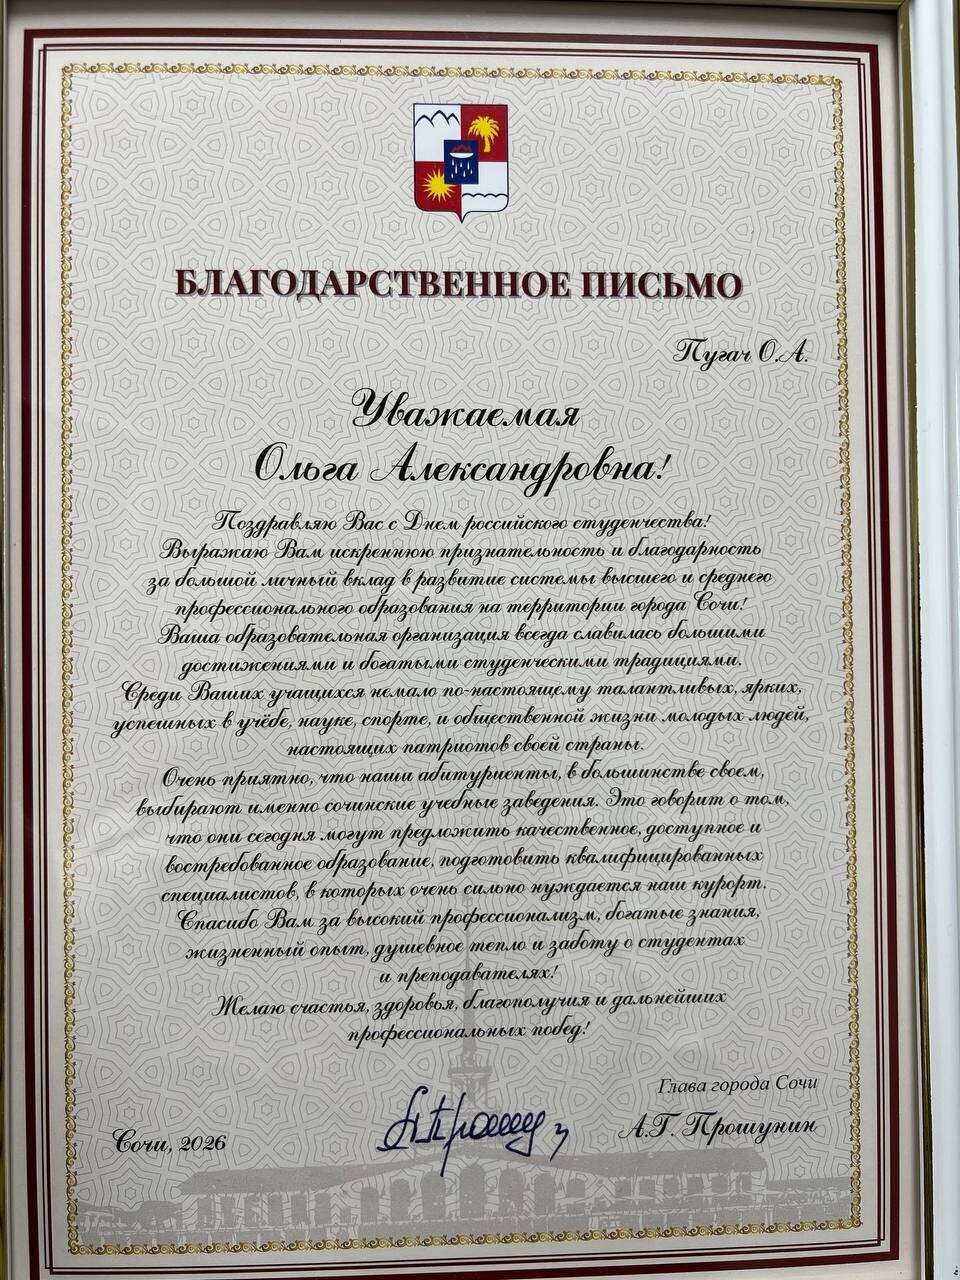 БЛАГОДАРСТВЕННОЕ ПИСЬМО
Пугач О.А.
Уважаемая
Ольга Александровна!
Поздравляю Вас с Днем российского студенчества!
Выражаю Вам искреннюю признательность и благодарность
за большой личный вклад в развитие системы высшего и среднего
профессионального образования на территории города Сочи!
Ваша образовательная организация всегда славилась большими
достижениями и богатыми студенческими традициями.
Среди Ваших учащихся немало по-настоящему талантливых, ярких,
успешных в учёбе, науке, спорте, и общественной жизни молодых людей,
настоящих патриотов своей страны.
Очень приятно, что наши абитуриенты, в большинстве своем,
выбирают именно сочинские учебные заведения. Это говорит о том,
что они сегодня могут предложить качественное, доступное и
востребованное образование, подготовить квалифицированных
специалистов, в которых очень сильно нуждается наш курорт.
Спасибо Вам за высокий профессионализм, богатые знания,
жизненный опыт, душевное тепло и заботу о студентах
и преподавателях!
Желаю счастья, здоровья, благополучия и дальнейших
профессиональных побед!
Глава города Сочи
Сочи, 2026
А.Г. Прошунин